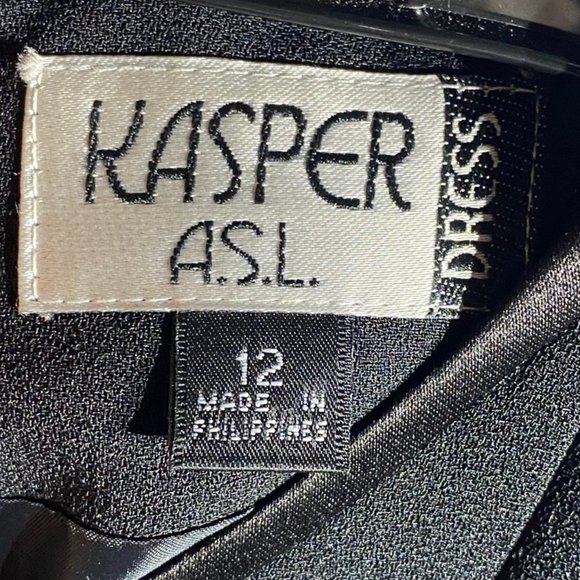 KASPER
A.S.L.
DRESS
12
MADE IN
PHILIPPINES